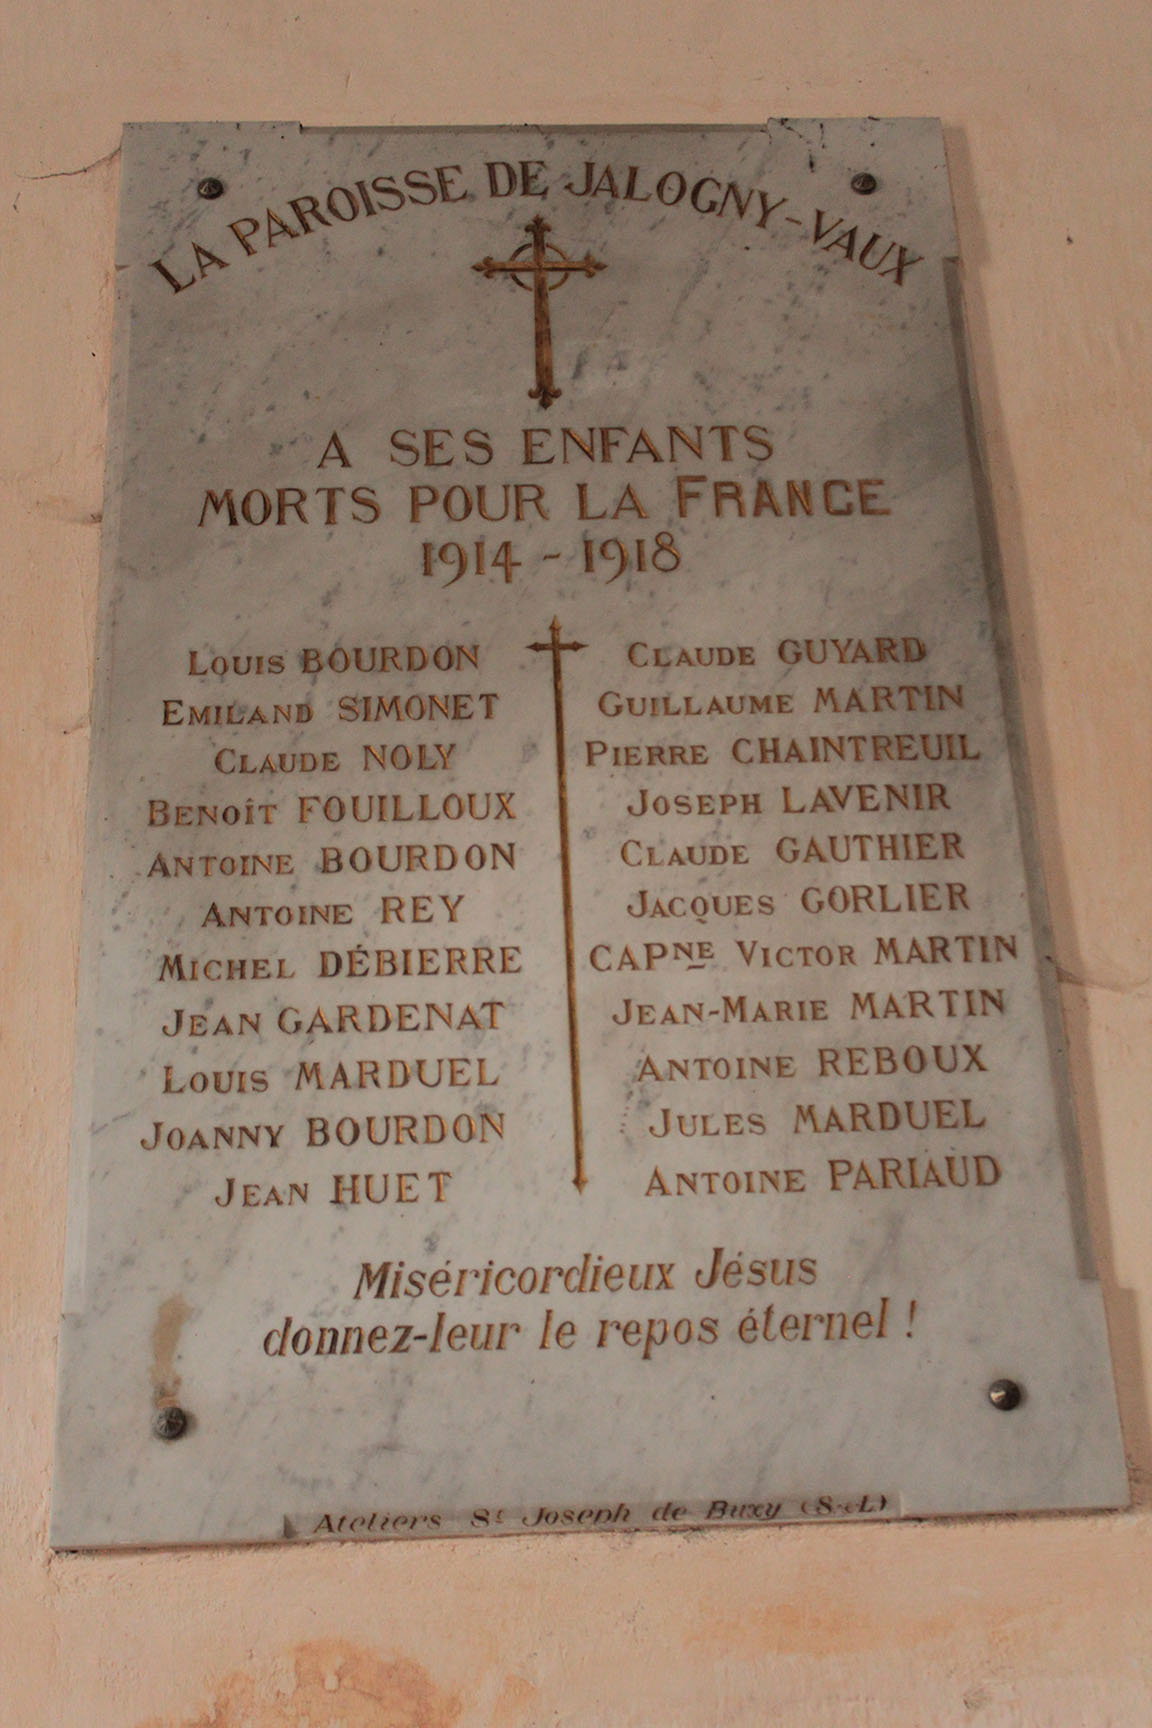 LA PAROISSE DE JALOGNY-VAUX
A SES ENFANTS
MORTS POUR LA FRANCE
1914 - 1918
LOUIS BOURDON
EMILAND SIMONET
CLAUDE NOLY
BENOÎT FOUILLOUX
ANTOINE BOURDON
ANTOINE REY
MICHEL DÉBIERRE
JEAN GARDENAT
LOUIS MARDUEL
JOANNY BOURDON
JEAN HUET
CLAUDE GUYARD
GUILLAUME MARTIN
PIERRE CHAINTREUIL
JOSEPH LAVENIR
CLAUDE GAUTHIER
JACQUES GORLIER
CAPNE VICTOR MARTIN
JEAN-MARIE MARTIN
ANTOINE REBOUX
JULES MARDUEL
ANTOINE PARIAUD
Miséricordieux Jésus
donnez-leur le repos éternel !
Ateliers St Joseph de Buxy (S-&-L)